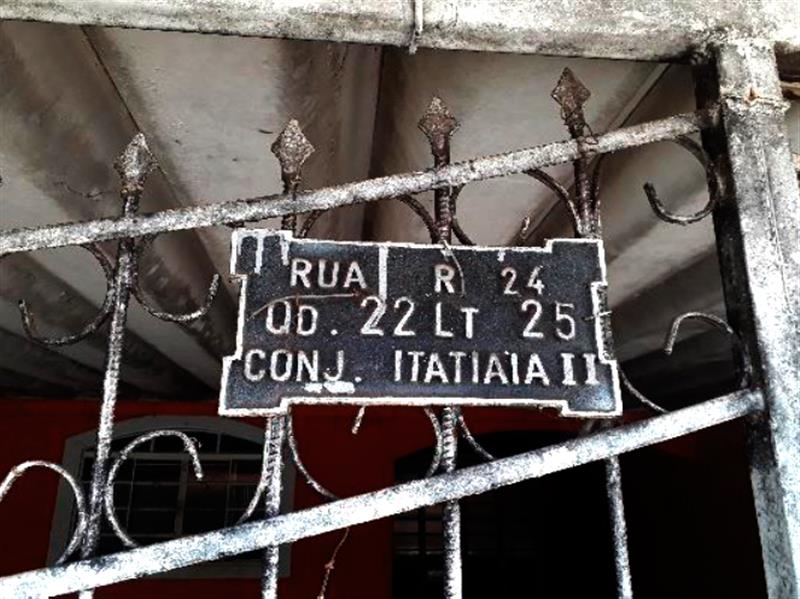 RUA R 24
QD. 22 LT 25
CONJ. ITATIAIA II